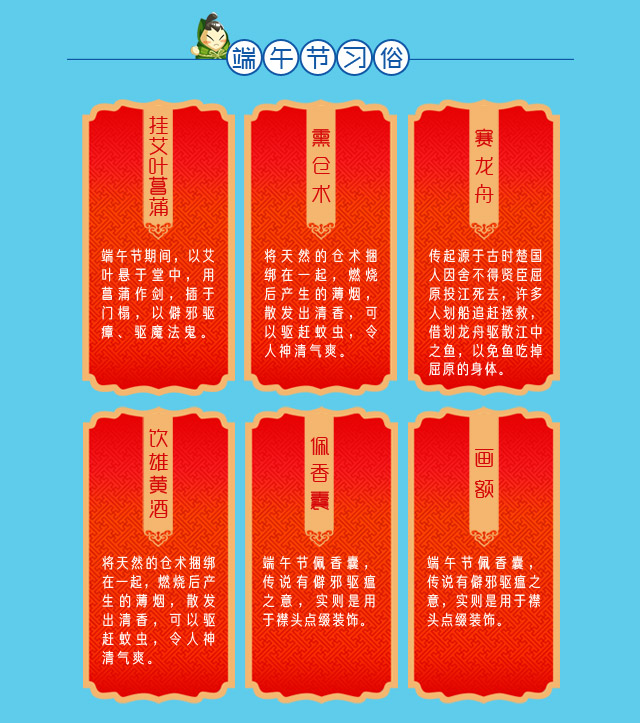 端午节习俗
挂艾叶菖蒲
端午节期间，以艾
叶悬于堂中，用
菖蒲作剑，插于
门榻，以僻邪驱
瘴、驱魔法鬼。
熏仓术
将天然的仓术捆
绑在一起，燃烧
后产生的薄烟，
散发出清香，可
以驱赶蚊虫，令
人神清气爽。
赛龙舟
传起源于古时楚国
人因舍不得贤臣屈
原投江死去，许多
人划船追赶拯救，
借划龙舟驱散江中
之鱼，以免鱼吃掉
屈原的身体。
饮雄黄酒
将天然的仓术捆绑
在一起，燃烧后产
生的薄烟，散发
出清香，可以驱
赶蚊虫，令人神
清气爽。
佩香囊
端午节佩香囊，
传说有僻邪驱瘟
之意，实则是用
于襟头点缀装饰。
画额
端午节佩香囊，
传说有僻邪驱瘟之
意，实则是用于襟
头点缀装饰。